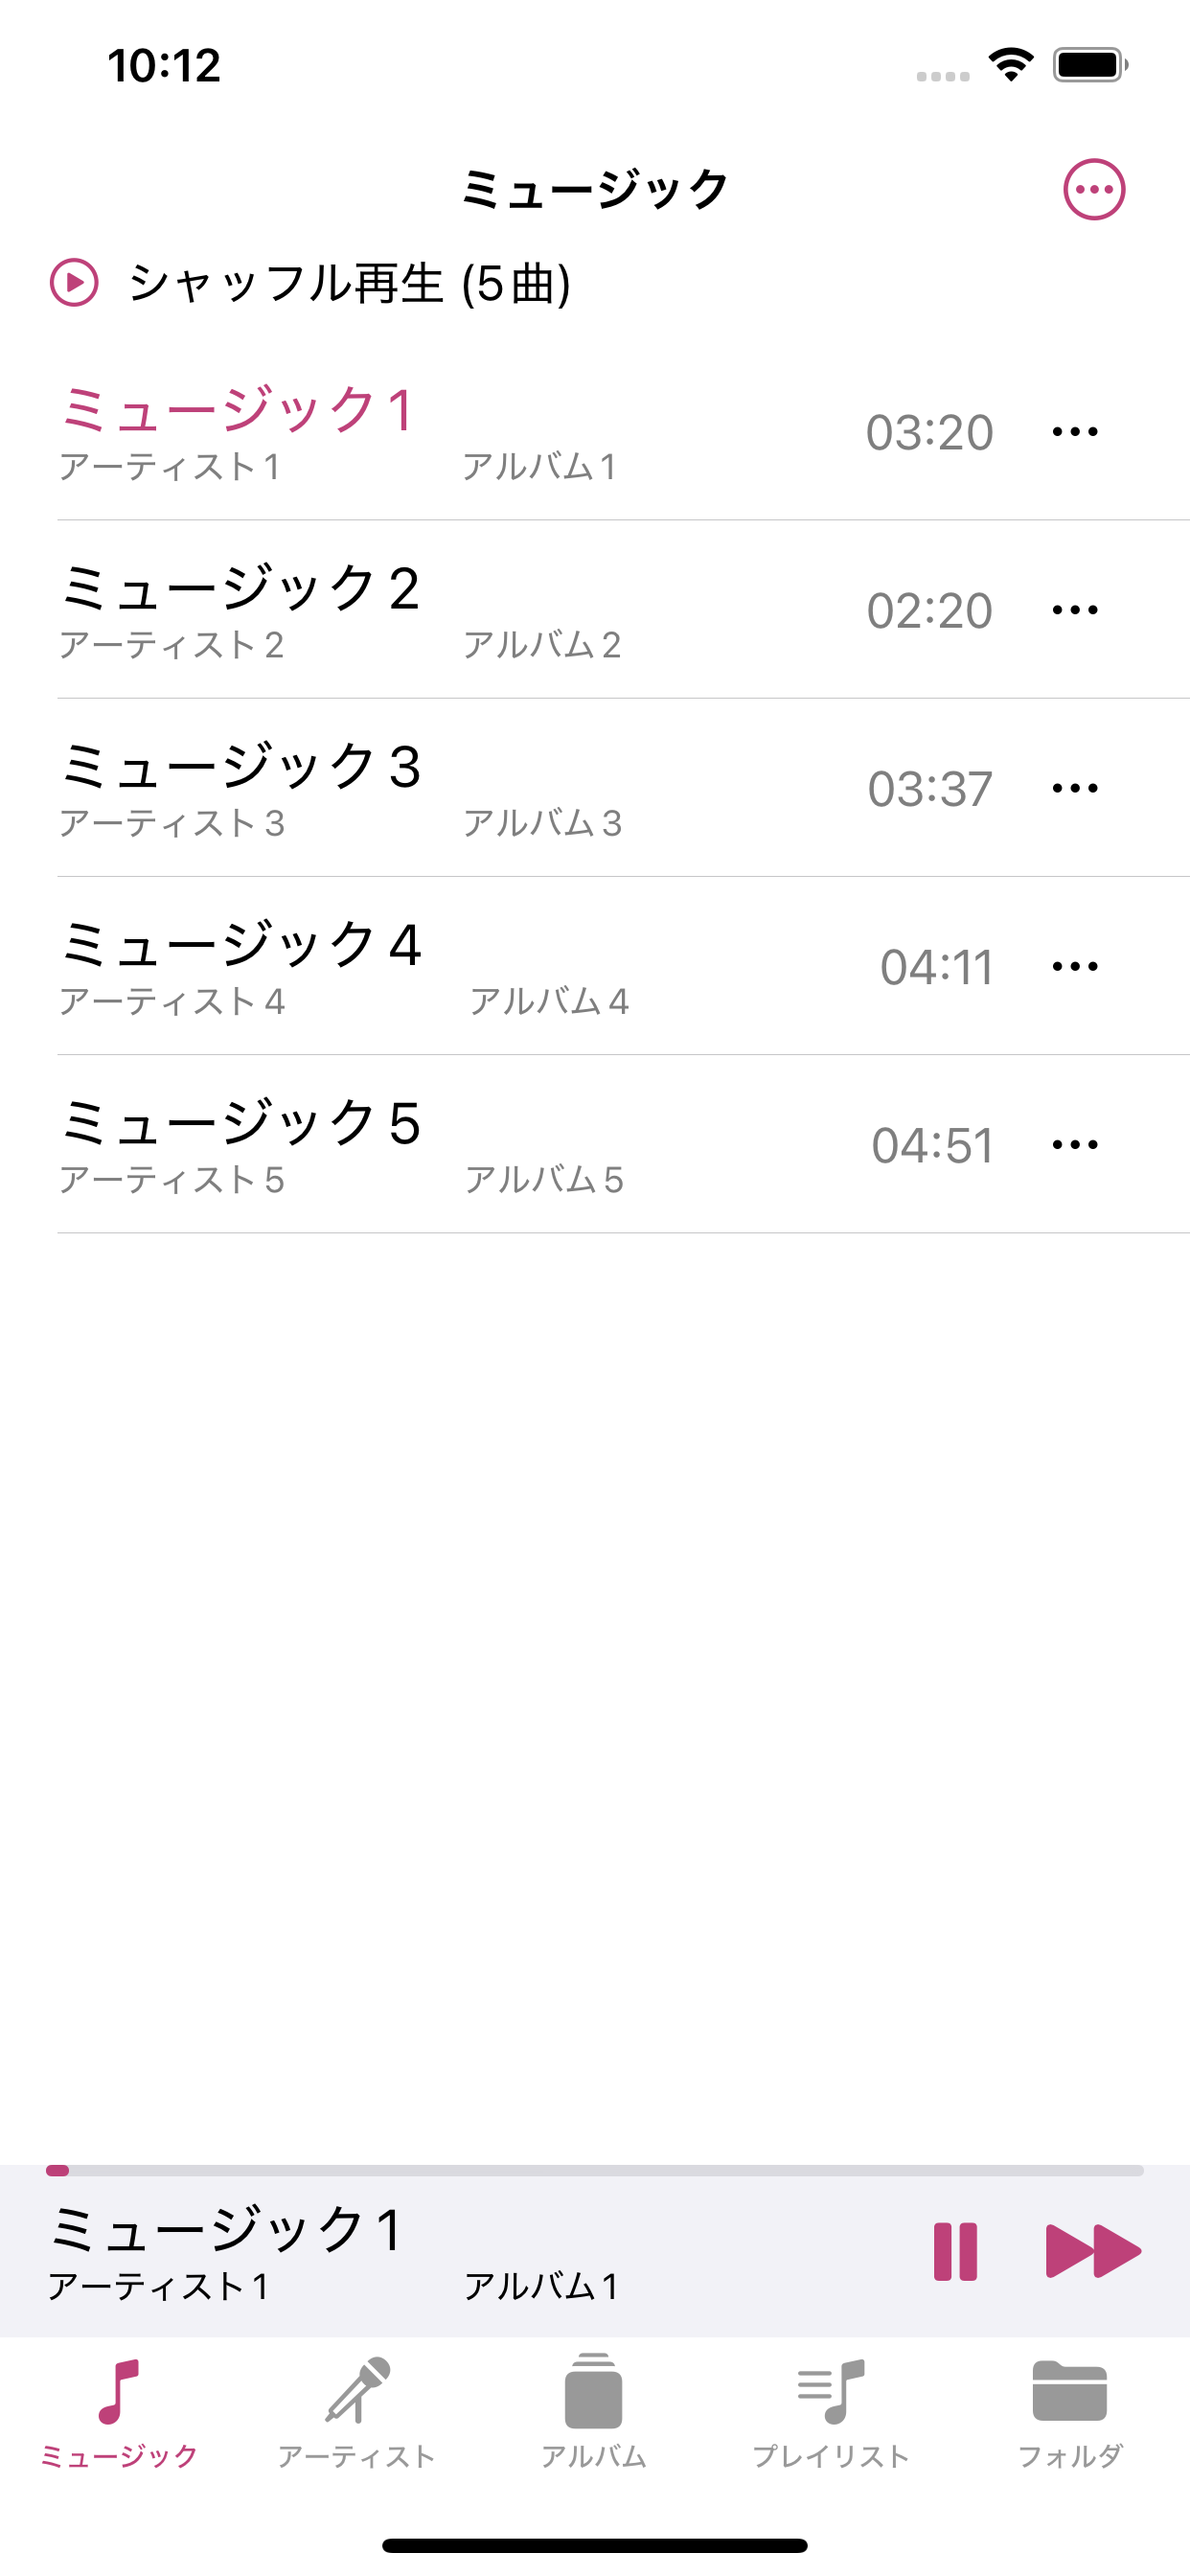 10:12
ミュージック
シャッフル再生 (5曲)
ミュージック1
アーティスト1 アルバム1 03:20
ミュージック2
アーティスト2 アルバム2 02:20
ミュージック3
アーティスト3 アルバム3 03:37
ミュージック4
アーティスト4 アルバム4 04:11
ミュージック5
アーティスト5 アルバム5 04:51
ミュージック1
アーティスト1 アルバム1
ミュージック アーティスト アルバム プレイリスト フォルダ